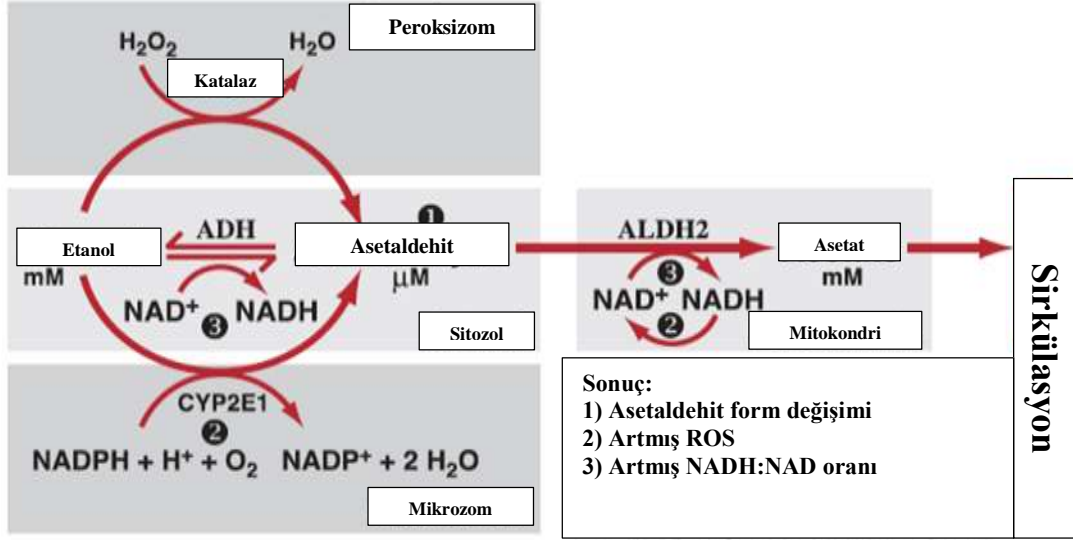 Peroksizom
H₂O₂ H₂O
Katalaz
ADH
Etanol
mM
Asetaldehit
❶
μM
NAD⁺ ❸ NADH
Sitozol
CYP2E1
❷
NADPH + H⁺ + O₂ NADP⁺ + 2 H₂O
Mikrozom
ALDH2
Asetat
mM
❸
NAD⁺ NADH
❷
Mitokondri
Sirkülasyon
Sonuç:
1) Asetaldehit form değişimi
2) Artmış ROS
3) Artmış NADH:NAD oranı